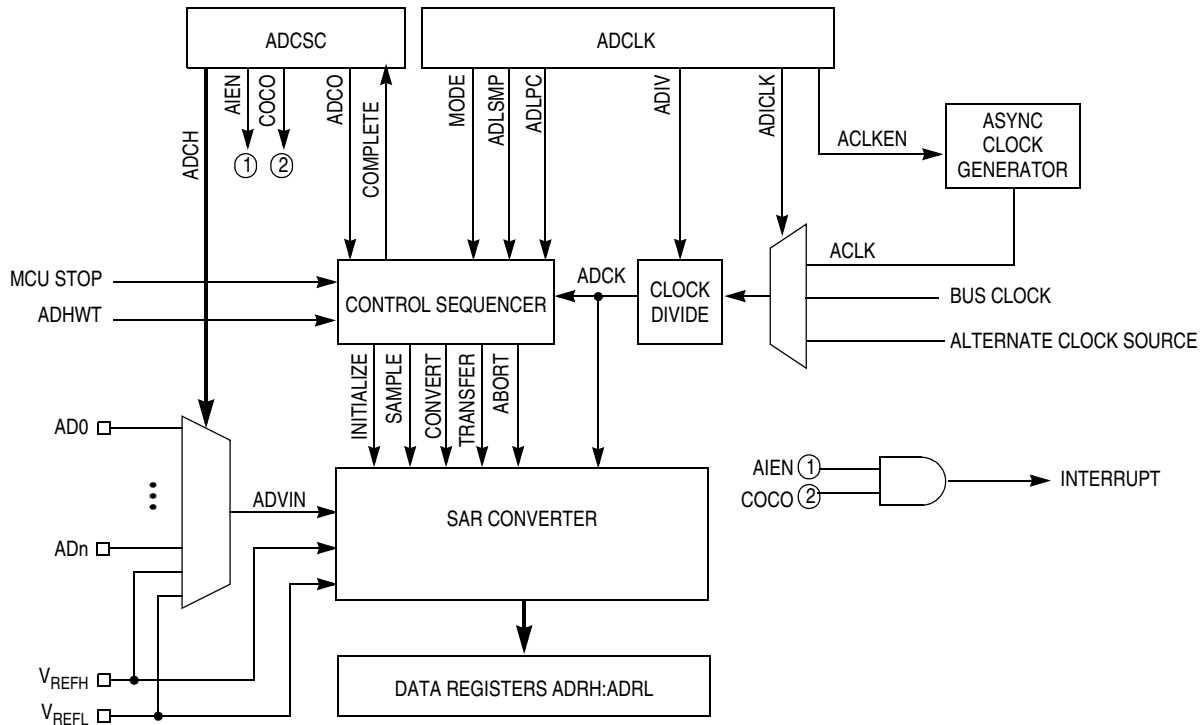 ADCSC
ADCLK
ADCH
AIEN
COCO
ADCO
COMPLETE
MODE
ADLSMP
ADLPC
ADIV
ADICLK
ACLKEN
ASYNC
CLOCK
GENERATOR
1
2
MCU STOP
ADHWT
CONTROL SEQUENCER
ADCK
CLOCK
DIVIDE
ACLK
BUS CLOCK
ALTERNATE CLOCK SOURCE
INITIALIZE
SAMPLE
CONVERT
TRANSFER
ABORT
AD0
•••
ADn
ADVIN
SAR CONVERTER
AIEN 1
COCO 2
INTERRUPT
VREFH
VREFL
DATA REGISTERS ADRH:ADRL